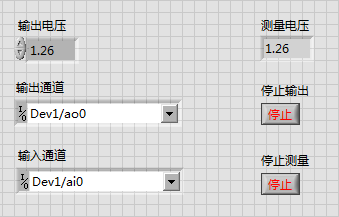 输出电压
1.26
测量电压
1.26
输出通道
I/O Dev1/ao0
停止输出
停止
输入通道
I/O Dev1/ai0
停止测量
停止